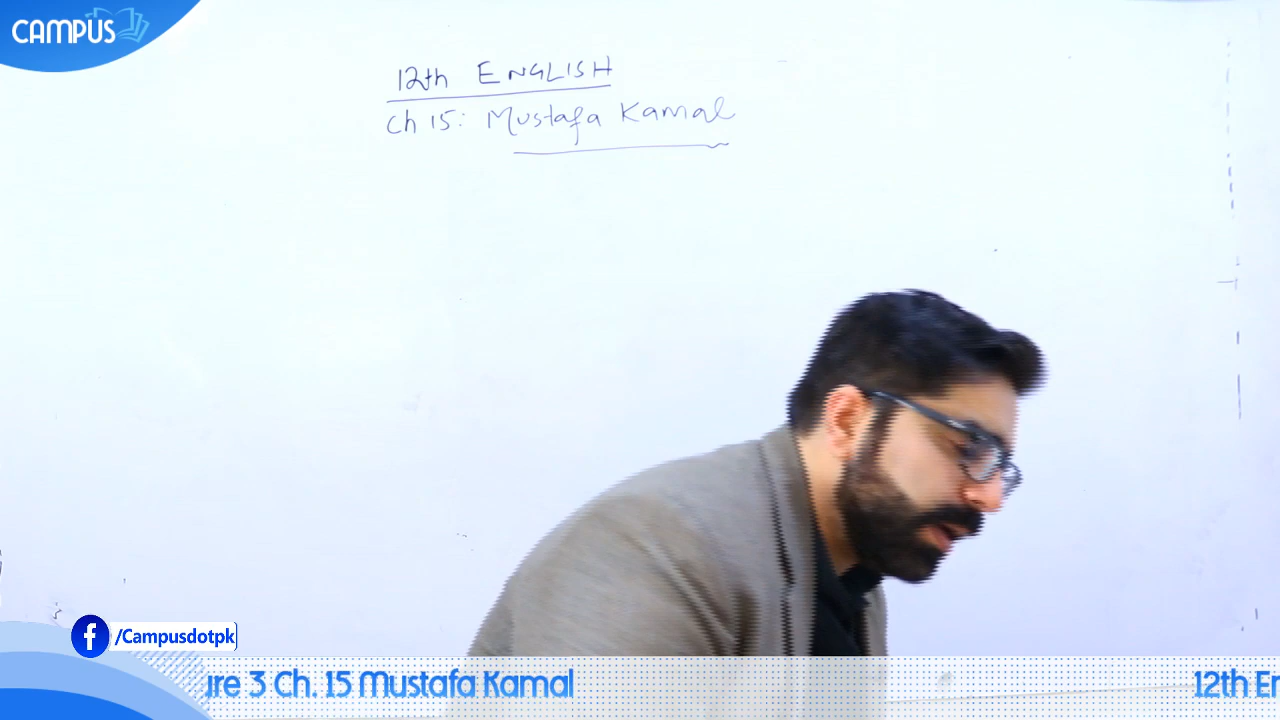 CAMPUS
12th ENGLISH
Ch 15: Mustafa Kamal
/Campusdotpk
ure 3 Ch. 15 Mustafa Kamal
12th En